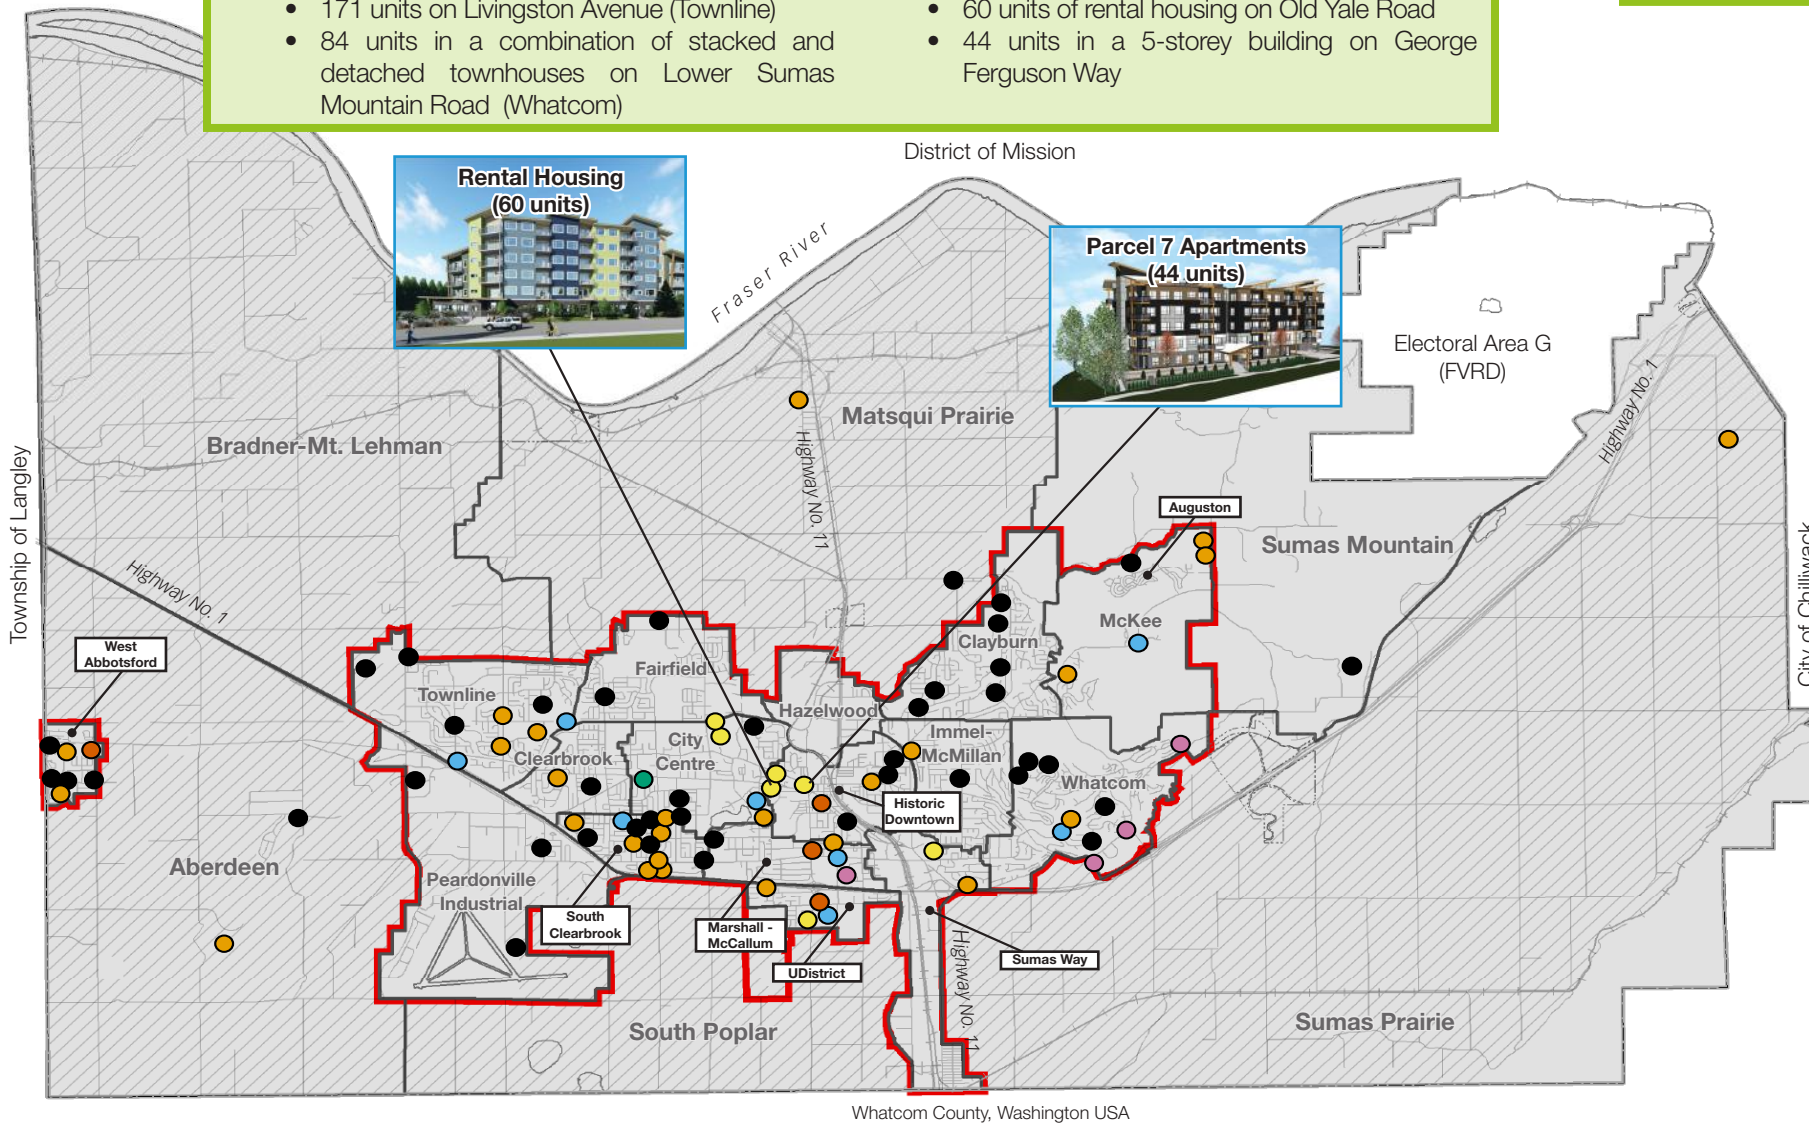 • 171 units on Livingston Avenue (Townline)
• 84 units in a combination of stacked and
detached townhouses on Lower Sumas
Mountain Road (Whatcom)
• 60 units of rental housing on Old Yale Road
• 44 units in a 5-storey building on George
Ferguson Way
District of Mission
Rental Housing
(60 units)
Parcel 7 Apartments
(44 units)
Fraser River
Electoral Area G
(FVRD)
Highway No. 1
Matsqui Prairie
Bradner-Mt. Lehman
Highway No. 11
Township of Langley
City of Chilliwack
Auguston
Sumas Mountain
Highway No. 1
McKee
Clayburn
West
Abbotsford
Fairfield
Townline
Hazelwood
Immel-
McMillan
City
Centre
Clearbrook
Whatcom
Historic
Downtown
Aberdeen
Peardonville
Industrial
South
Clearbrook
Marshall -
McCallum
UDistrict
Sumas Way
Highway No. 11
South Poplar
Sumas Prairie
Whatcom County, Washington USA